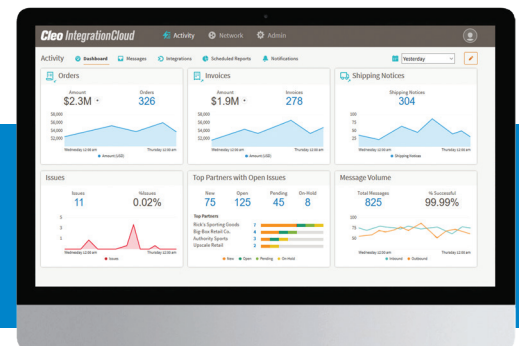 Cleo IntegrationCloud Activity Network Admin
Activity Dashboard Messages Integrations Scheduled Reports Notifications Yesterday
Orders
Amount Orders
$2.3M 326
$8,000
$6,000
$4,000
$2,000
Wednesday 12:00 am Thursday 12:00 am
Amount (USD)
Invoices
Amount Invoices
$1.9M 278
$8,000
$6,000
$4,000
$2,000
Wednesday 12:00 am Thursday 12:00 am
Amount (USD)
Shipping Notices
Shipping Notices
304
100
75
50
25
Wednesday 12:00 am Thursday 12:00 am
Shipping Notices
Issues
Issues %Issues
11 0.02%
5
3
1
Wednesday 12:00 am Thursday 12:00 am
Issues
Top Partners with Open Issues
New Open Pending On-Hold
75 125 45 8
Top Partners
Rick's Sporting Goods 7
Big-Box Retail Co. 4
Authority Sports 3
Upscale Retail 2
New Open Pending On-Hold
Message Volume
Total Messages % Successful
825 99.99%
100
75
50
Wednesday 12:00 am Thursday 12:00 am
Inbound Outbound